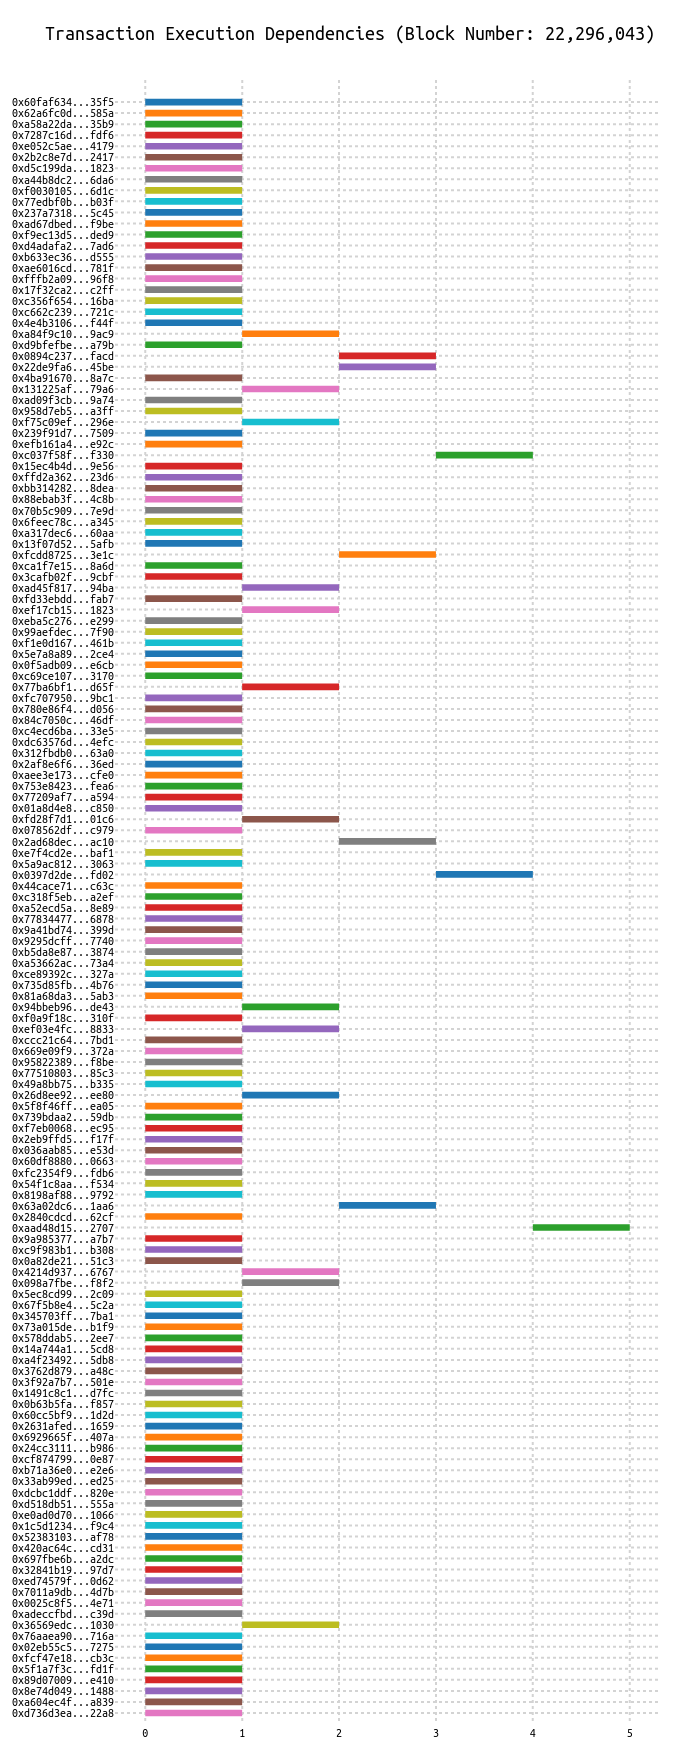 Transaction Execution Dependencies (Block Number: 22,296,043)
0x60faf634...35f5
0x62a6fc0d...585a
0xa58a22da...35b9
0x7287c16d...fdf6
0xe052c5ae...4179
0x2b2c8e7d...2417
0xd5c199da...1823
0xa44b8dc2...6da6
0xf0030105...6d1c
0x77edbf0b...b03f
0x237a7318...5c45
0xad67dbed...f9be
0xf9ec13d5...ded9
0xd4adafa2...7ad6
0xb633ec36...d555
0xae6016cd...781f
0xfffb2a09...96f8
0x17f32ca2...c2ff
0xc356f654...16ba
0xc662c239...721c
0x4e4b3106...f44f
0xa84f9c10...9ac9
0xd9bfefbe...a79b
0x0894c237...facd
0x22de9fa6...45be
0x4ba91670...8a7c
0x131225af...79a6
0xad09f3cb...9a74
0x958d7eb5...a3ff
0xf75c09ef...296e
0x239f91d7...7509
0xefb161a4...e92c
0xc037f58f...f330
0x15ec4b4d...9e56
0xffd2a362...23d6
0xbb314282...8dea
0x88ebab3f...4c8b
0x70b5c909...7e9d
0x6feec78c...a345
0xa317dec6...60aa
0x13f07d52...5afb
0xfcdd8725...3e1c
0xca1f7e15...8a6d
0x3cafb02f...9cbf
0xad45f817...94ba
0xfd33ebdd...fab7
0xef17cb15...1823
0xeba5c276...e299
0x99aefdec...7f90
0xf1e0d167...461b
0x5e7a8a89...2ce4
0x0f5adb09...e6cb
0xc69ce107...3170
0x77ba6bf1...d65f
0xfc707950...9bc1
0x780e86f4...d056
0x84c7050c...46df
0xc4ecd6ba...33e5
0xdc63576d...4efc
0x312fbdb0...63a0
0x2af8e6f6...36ed
0xaee3e173...cfe0
0x753e8423...fea6
0x77209af7...a594
0x01a8d4e8...c850
0xfd28f7d1...01c6
0x078562df...c979
0x2ad68dec...ac10
0xe7f4cd2e...baf1
0x5a9ac812...3063
0x0397d2de...fd02
0x44cace71...c63c
0xc318f5eb...a2ef
0xa52ecd5a...8e89
0x77834477...6878
0x9a41bd74...399d
0x9295dcff...7740
0xb5da8e87...3874
0xa53662ac...73a4
0xce89392c...327a
0x735d85fb...4b76
0x81a68da3...5ab3
0x94bbeb96...de43
0xf0a9f18c...310f
0xef03e4fc...8833
0xccc21c64...7bd1
0x669e09f9...372a
0x95822389...f8be
0x77510803...85c3
0x49a8bb75...b335
0x26d8ee92...ee80
0x5f8f46ff...ea05
0x739bdaa2...59db
0xf7eb0068...ec95
0x2eb9ffd5...f17f
0x036aab85...e53d
0x60df8880...0663
0xfc2354f9...fdb6
0x54f1c8aa...f534
0x8198af88...9792
0x63a02dc6...1aa6
0x2840cdcd...62cf
0xaad48d15...2707
0x9a985377...a7b7
0xc9f983b1...b308
0x0a82de21...51c3
0x4214d937...6767
0x098a7fbe...f8f2
0x5ec8cd99...2c09
0x67f5b8e4...5c2a
0x345703ff...7ba1
0x73a015de...b1f9
0x578ddab5...2ee7
0x14a744a1...5cd8
0xa4f23492...5db8
0x3762d879...a48c
0x3f92a7b7...501e
0x1491c8c1...d7fc
0x0b63b5fa...f857
0x60cc5bf9...1d2d
0x2631afed...1659
0x6929665f...407a
0x24cc3111...b986
0xcf874799...0e87
0xb71a36e0...e2e6
0x33ab99ed...ed25
0xdcbc1ddf...820e
0xd518db51...555a
0xe0ad0d70...1066
0x1c5d1234...f9c4
0x52383103...af78
0x420ac64c...cd31
0x697fbe6b...a2dc
0x32841b19...97d7
0xed74579f...0d62
0x7011a9db...4d7b
0x0025c8f5...4e71
0xadeccfbd...c39d
0x36569edc...1030
0x76aaea90...716a
0x02eb55c5...7275
0xfcf47e18...cb3c
0x5f1a7f3c...fd1f
0x89d07009...e410
0x8e74d049...1488
0xa604ec4f...a839
0xd736d3ea...22a8
0 1 2 3 4 5